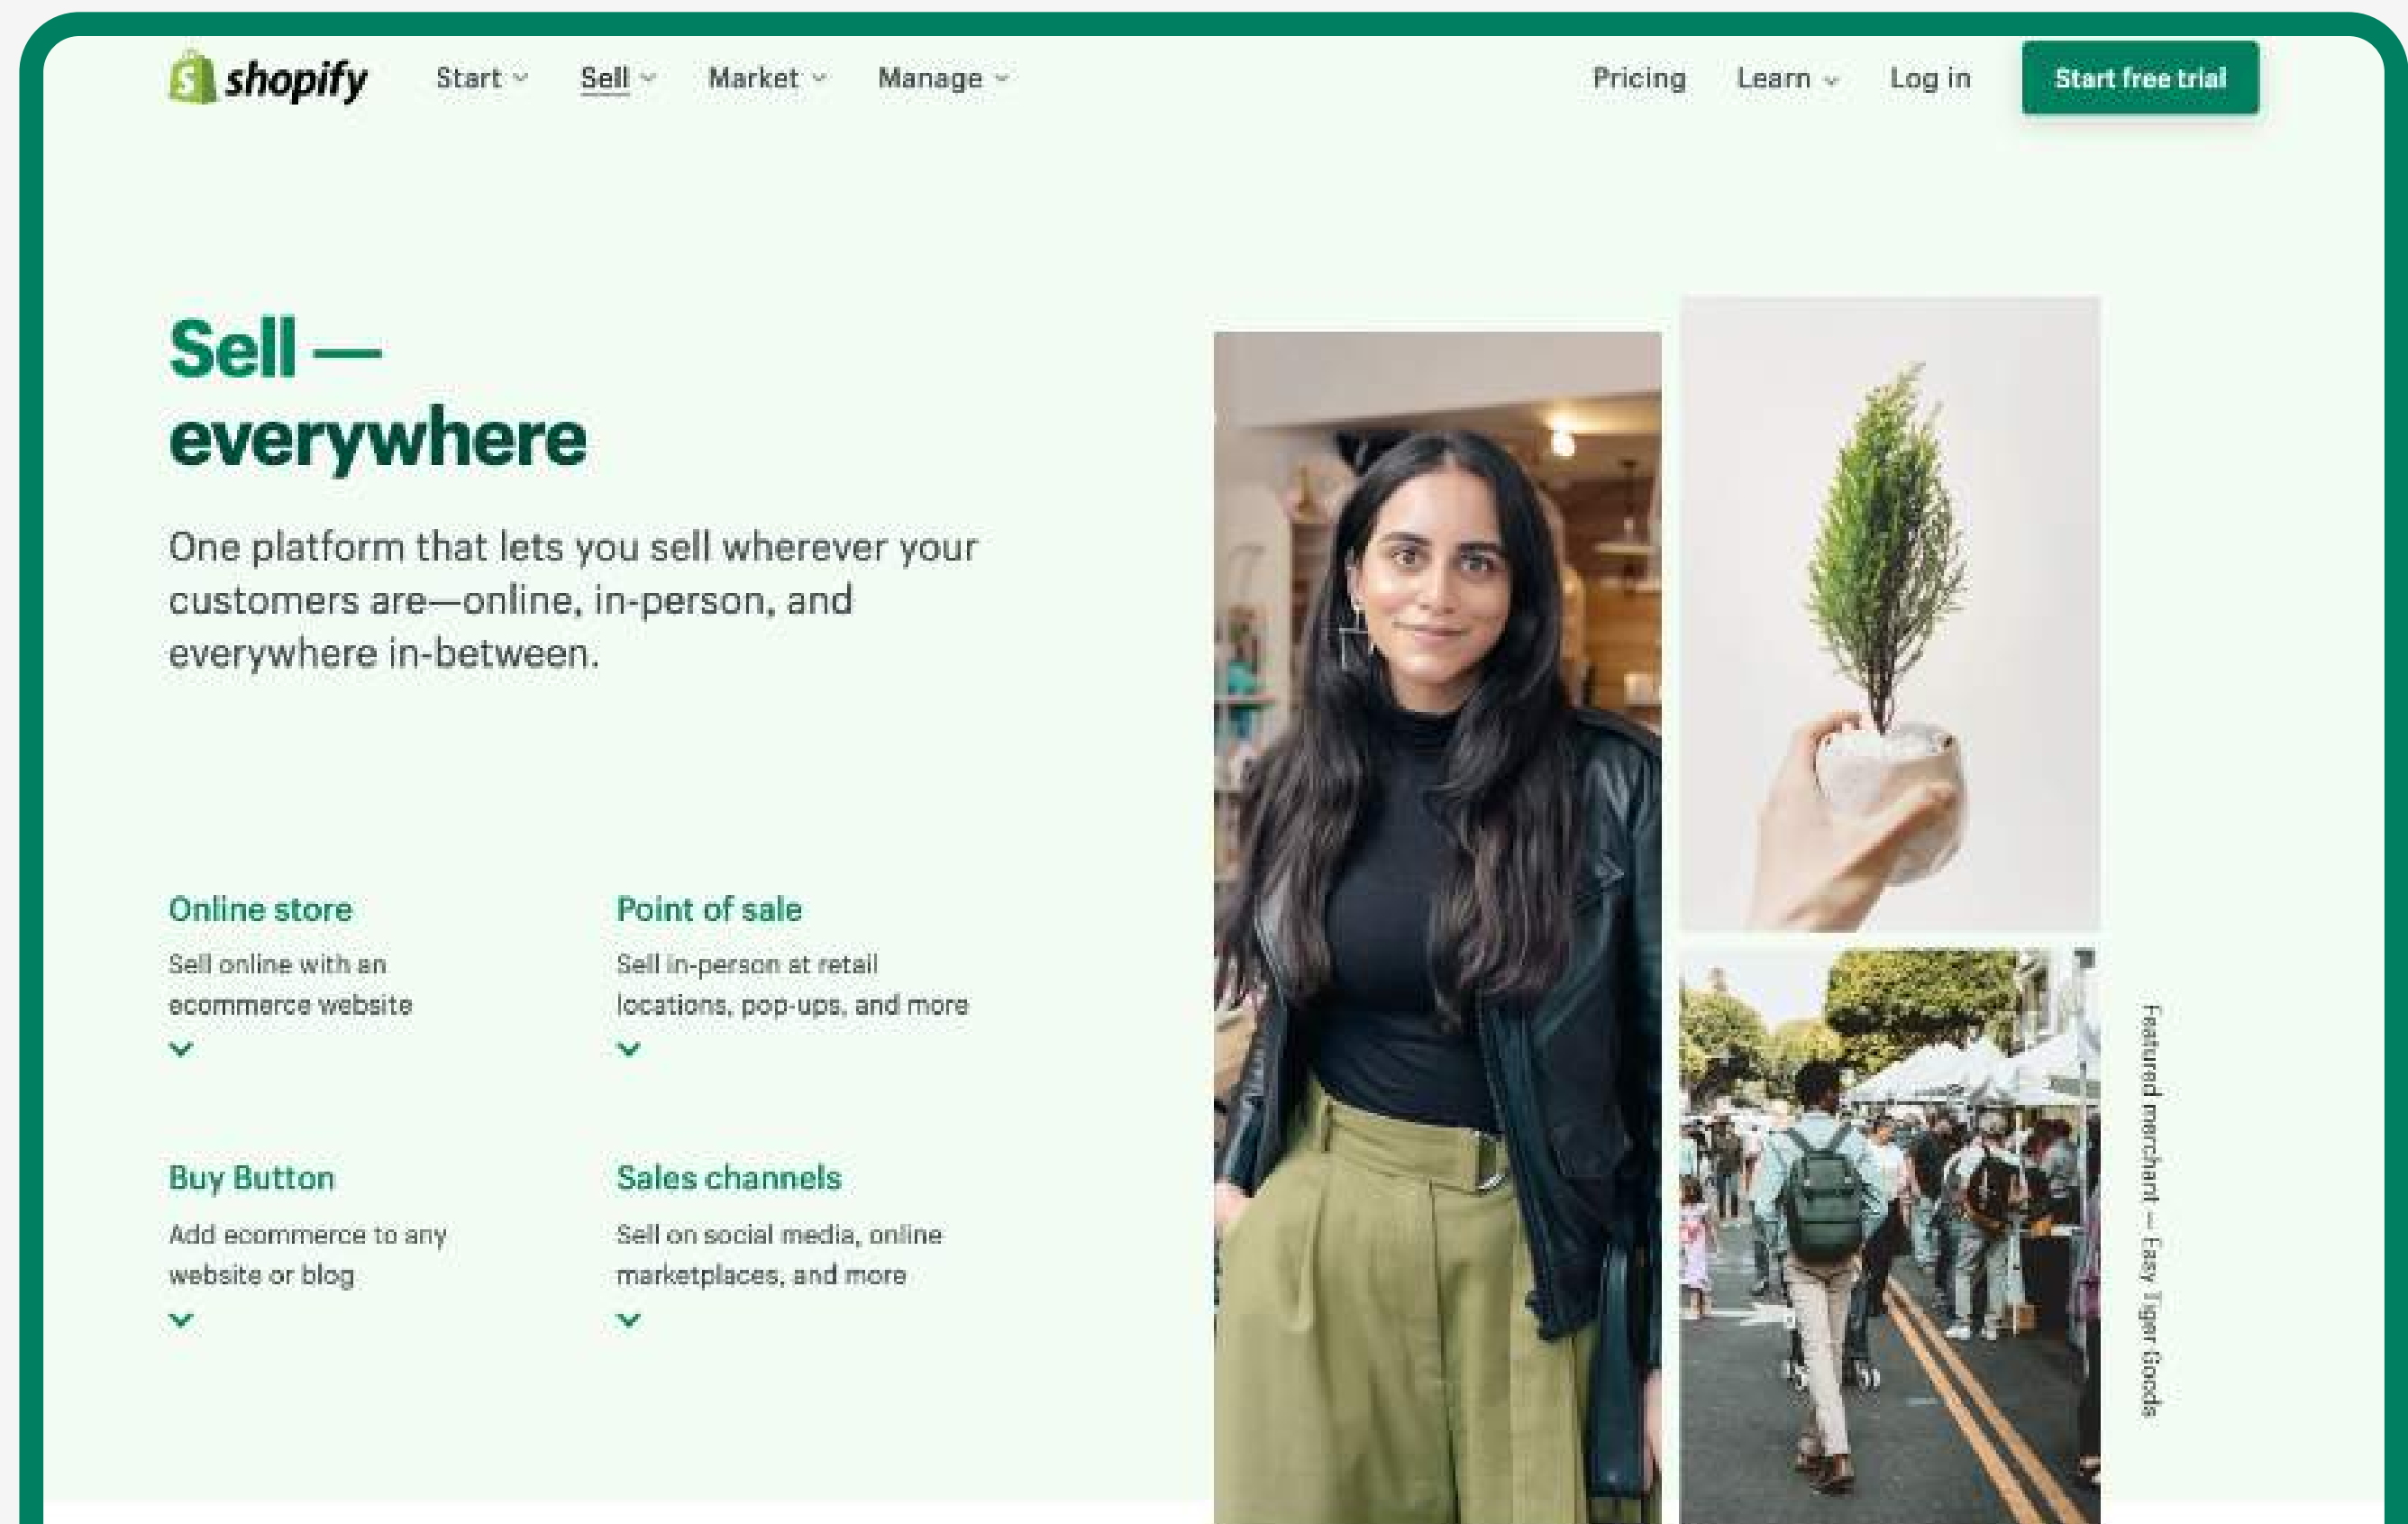 shopify
Start
Sell
Market
Manage
Pricing
Learn
Log in
Start free trial
Sell —
everywhere
One platform that lets you sell wherever your
customers are—online, in-person, and
everywhere in-between.
Online store
Sell online with an
ecommerce website
Point of sale
Sell in-person at retail
locations, pop-ups, and more
Buy Button
Add ecommerce to any
website or blog
Sales channels
Sell on social media, online
marketplaces, and more
Featured merchant — Easy Tiger Goods